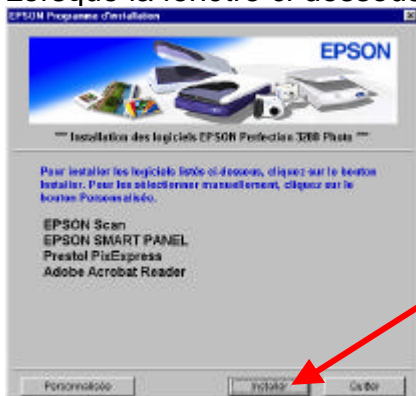 Lorsque la fenêtre ci-dessous
EPSON Programme d'installation
EPSON
*** Installation des logiciels EPSON Perfection 3200 Photo ***
Pour installer les logiciels listés ci-dessous, cliquez sur le bouton
Installer. Pour les sélectionner manuellement, cliquez sur le
bouton Personnalisée.
EPSON Scan
EPSON SMART PANEL
Prestol PixExpress
Adobe Acrobat Reader
Personnalisée
Installer
Quitter